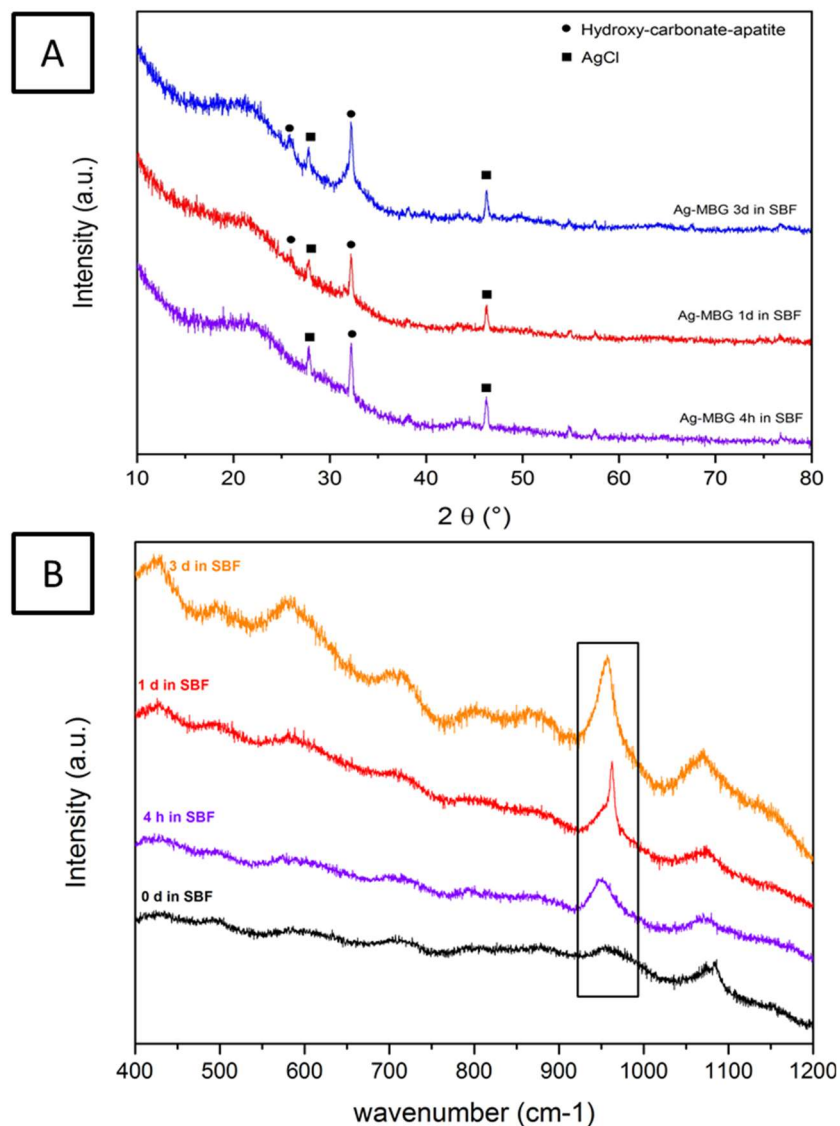 A
● Hydroxy-carbonate-apatite
■ AgCl
Intensity (a.u.)
Ag-MBG 3d in SBF
Ag-MBG 1d in SBF
Ag-MBG 4h in SBF
10 20 30 40 50 60 70 80
2 θ (°)
B
Intensity (a.u.)
3 d in SBF
1 d in SBF
4 h in SBF
0 d in SBF
400 500 600 700 800 900 1000 1100 1200
wavenumber (cm-1)